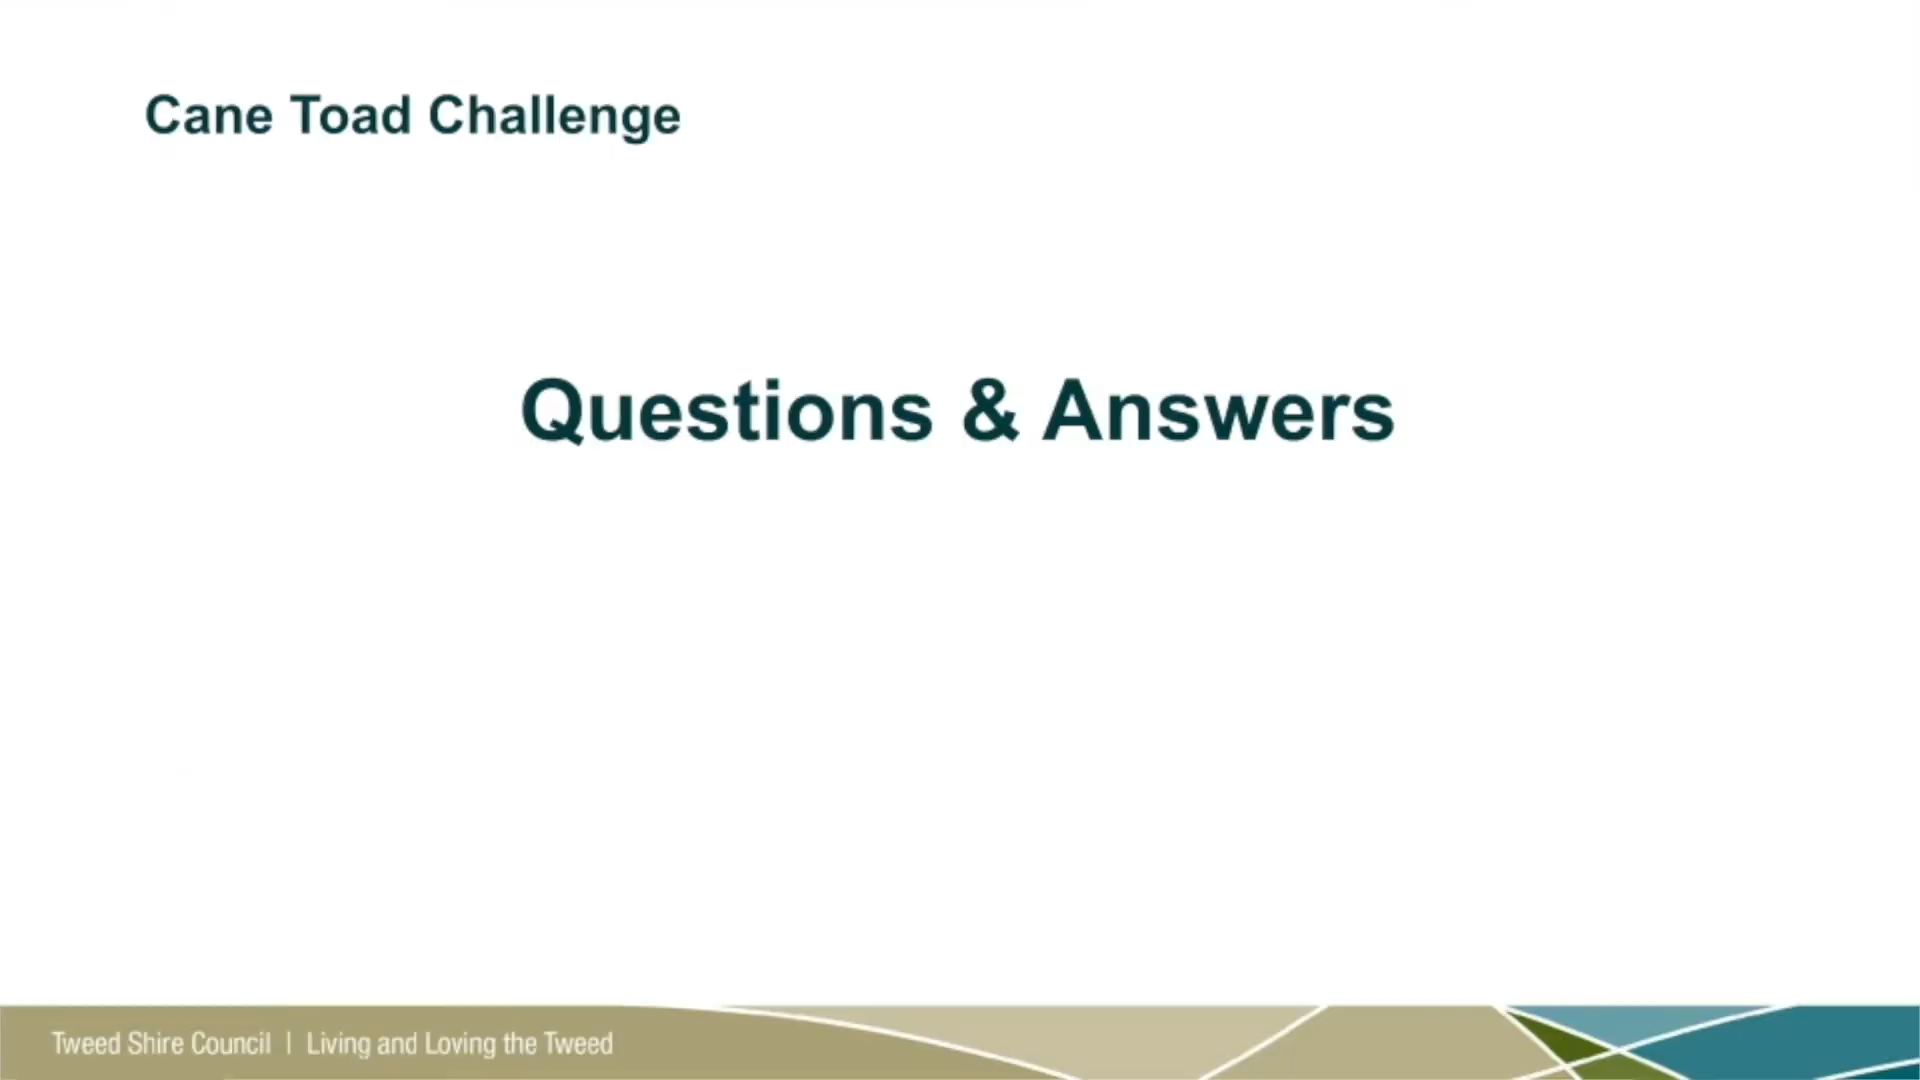 Cane Toad Challenge
Questions & Answers
Tweed Shire Council | Living and Loving the Tweed